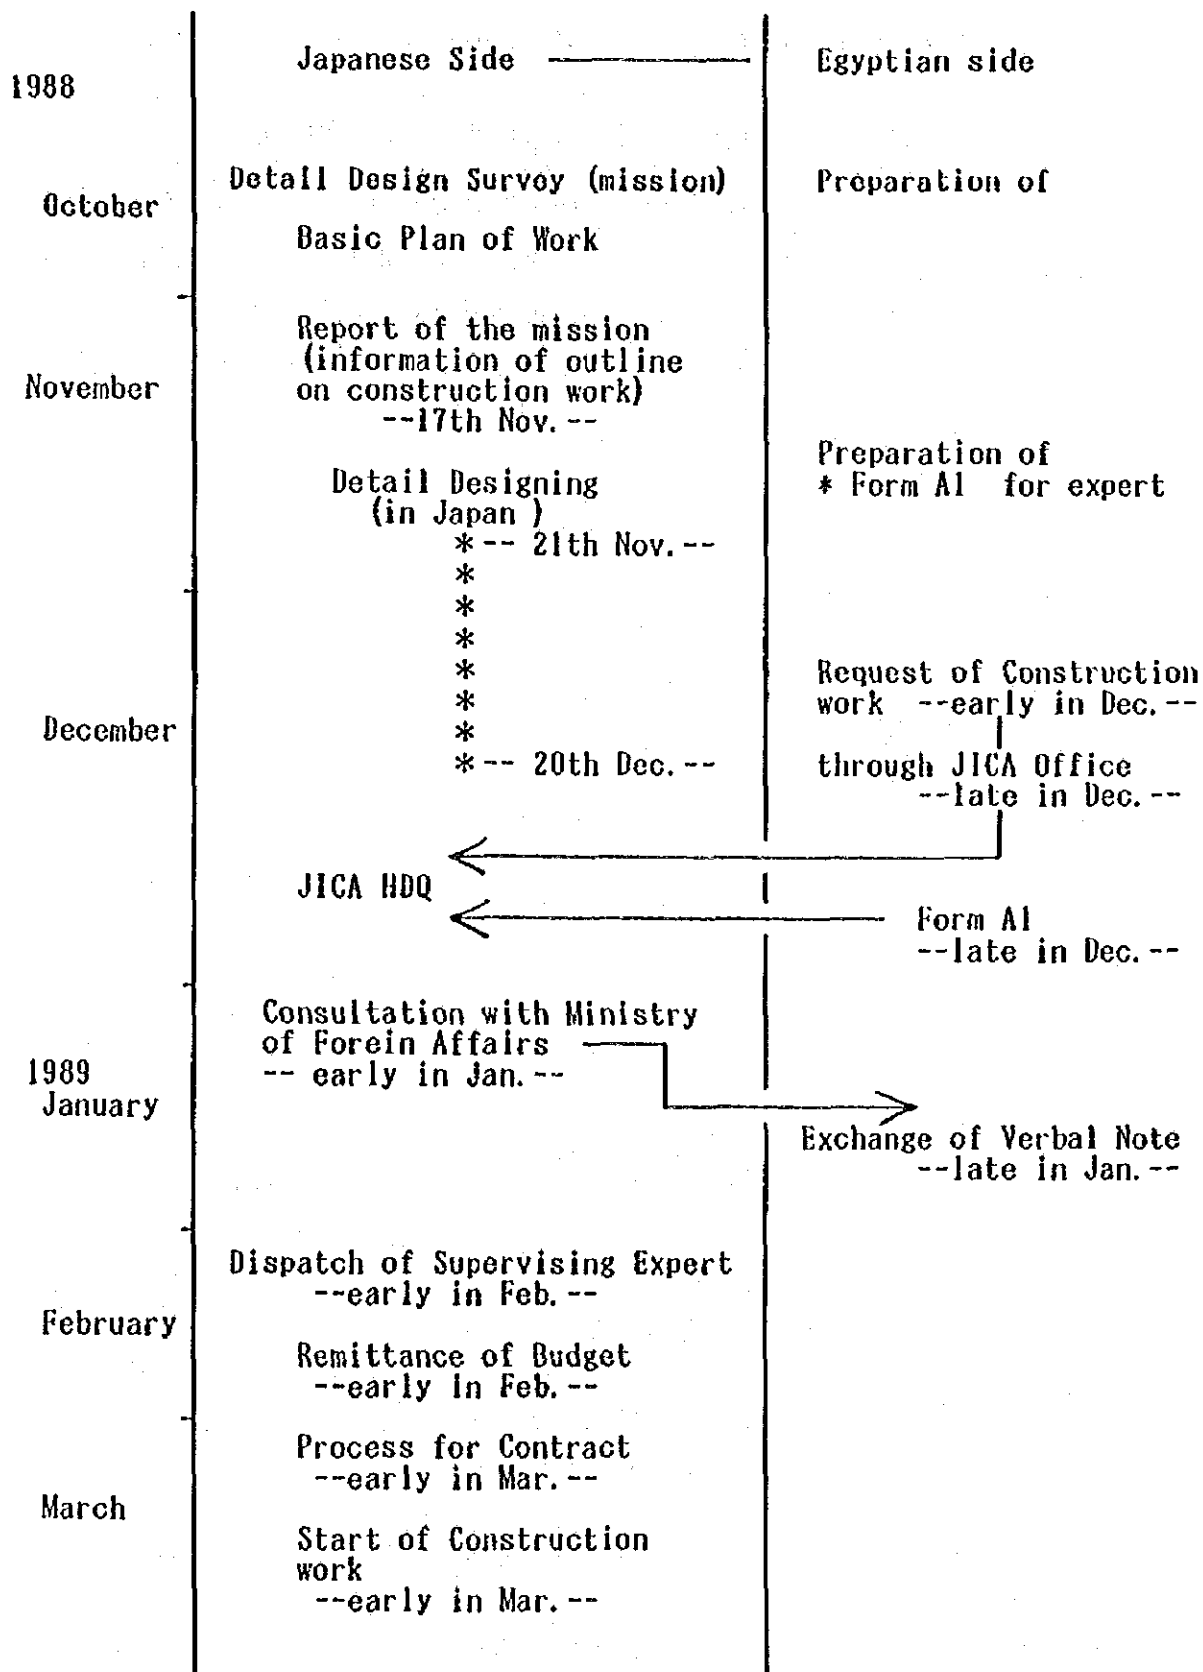 Japanese Side Egyptian side
1988
Detail Design Survey (mission) Preparation of
October
Basic Plan of Work
Report of the mission
(information of outline
November on construction work)
--17th Nov.--
Preparation of
Detail Designing * Form A1 for expert
(in Japan )
*-- 21th Nov.--
*
*
*
* Request of Construction
* work --early in Dec.--
December *
*-- 20th Dec.-- through JICA Office
--late in Dec.--
JICA HDQ
Form A1
--late in Dec.--
Consultation with Ministry
of Forein Affairs
1989 -- early in Jan.--
January
Exchange of Verbal Note
--late in Jan.--
Dispatch of Supervising Expert
--early in Feb.--
February
Remittance of Budget
--early in Feb.--
Process for Contract
--early in Mar.--
March
Start of Construction
work
--early in Mar.--